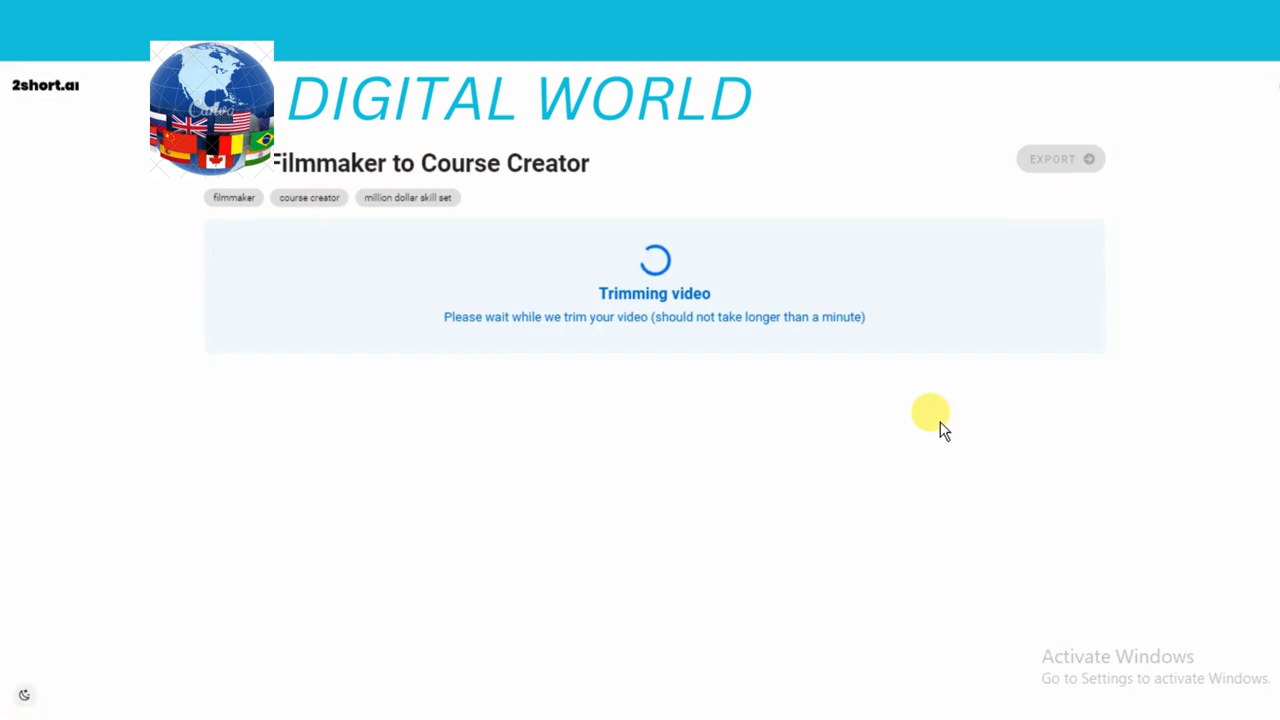 2short.ai
DIGITAL WORLD
Canva
Filmmaker to Course Creator
EXPORT
filmmaker
course creator
million dollar skill set
Trimming video
Please wait while we trim your video (should not take longer than a minute)
Activate Windows
Go to Settings to activate Windows.